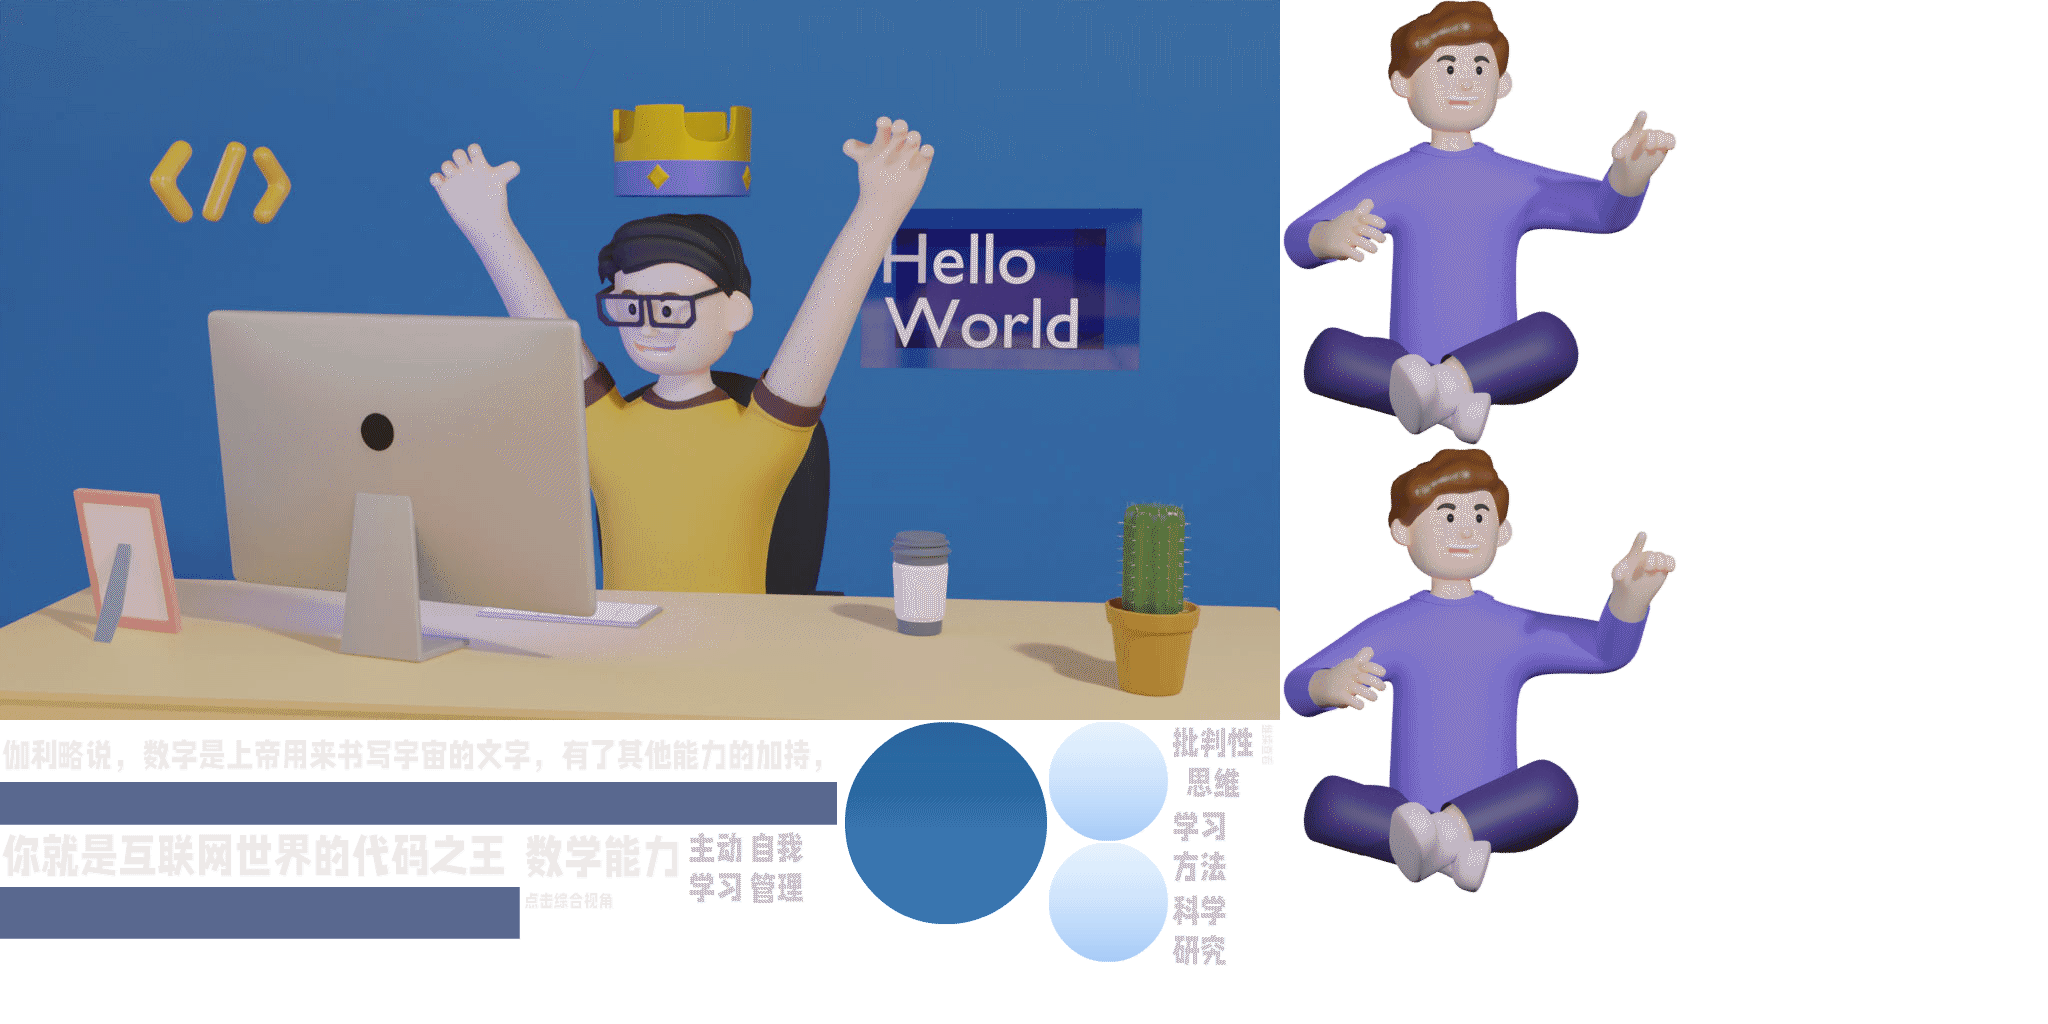 </>
Hello
World
伽利略说，数字是上帝用来书写宇宙的文字，有了其他能力的加持，
你就是互联网世界的代码之王
数学能力
点击综合视角
主动
学习
自我
管理
批判性
思维
学习
方法
科学
研究